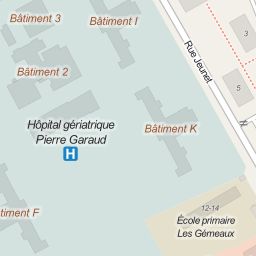 Bâtiment 3
Bâtiment I
Rue Jeunet
3
Bâtiment 2
5
Hôpital gériatrique
Pierre Garaud
H
Bâtiment K
Bâtiment F
12-14
École primaire
Les Gémeaux